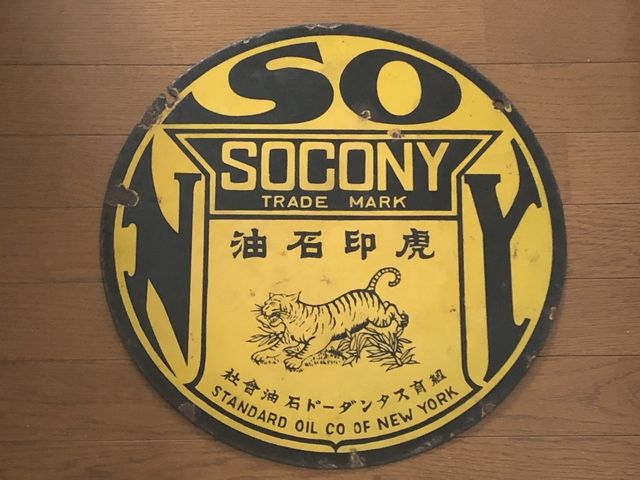 SO
N Y
SOCONY
TRADE MARK
虎印石油
紐育スタンダード石油會社
STANDARD OIL CO OF NEW YORK